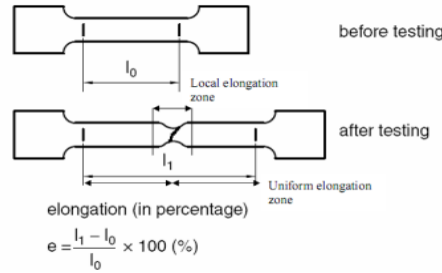 before testing
l0
Local elongation
zone
after testing
l1
Uniform elongation
zone
elongation (in percentage)
e = (l1 – l0) / l0 × 100 (%)